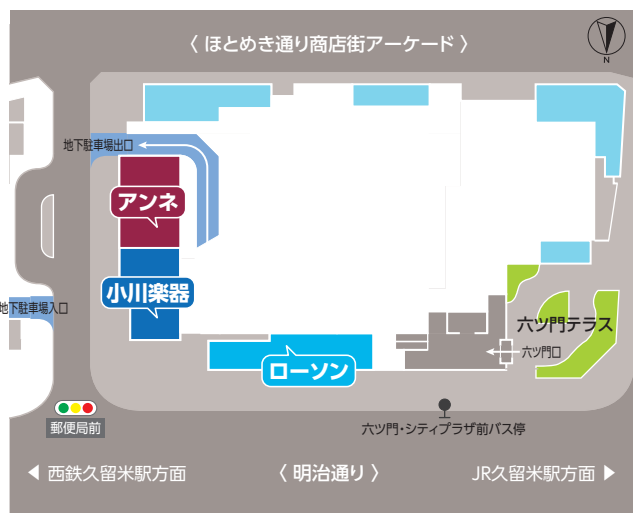 〈 ほとめき通り商店街アーケード 〉
N
地下駐車場出口
アンネ
小川楽器
地下駐車場入口
六ツ門テラス
六ツ門口
ローソン
郵便局前
六ツ門・シティプラザ前バス停
◀ 西鉄久留米駅方面
〈 明治通り 〉
JR久留米駅方面 ▶